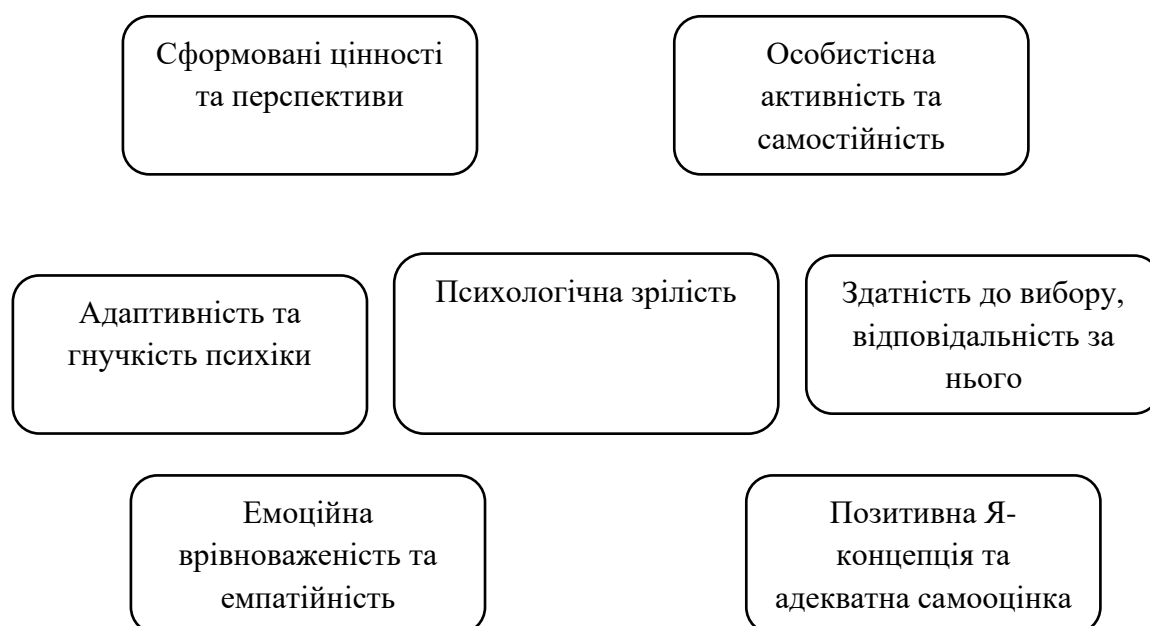 Сформовані цінності
та перспективи
Особистісна
активність та
самостійність
Адаптивність та
гнучкість психіки
Психологічна зрілість
Здатність до вибору,
відповідальність за
нього
Емоційна
врівноваженість та
емпатійність
Позитивна Я-
концепція та
адекватна самооцінка